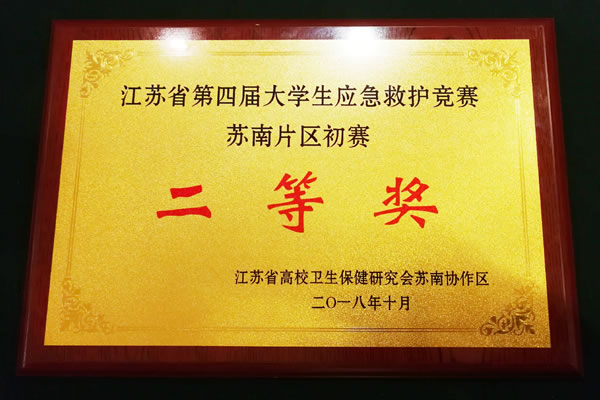 江苏省第四届大学生应急救护竞赛
苏南片区初赛
二等奖
江苏省高校卫生保健研究会苏南协作区
二〇一八年十月